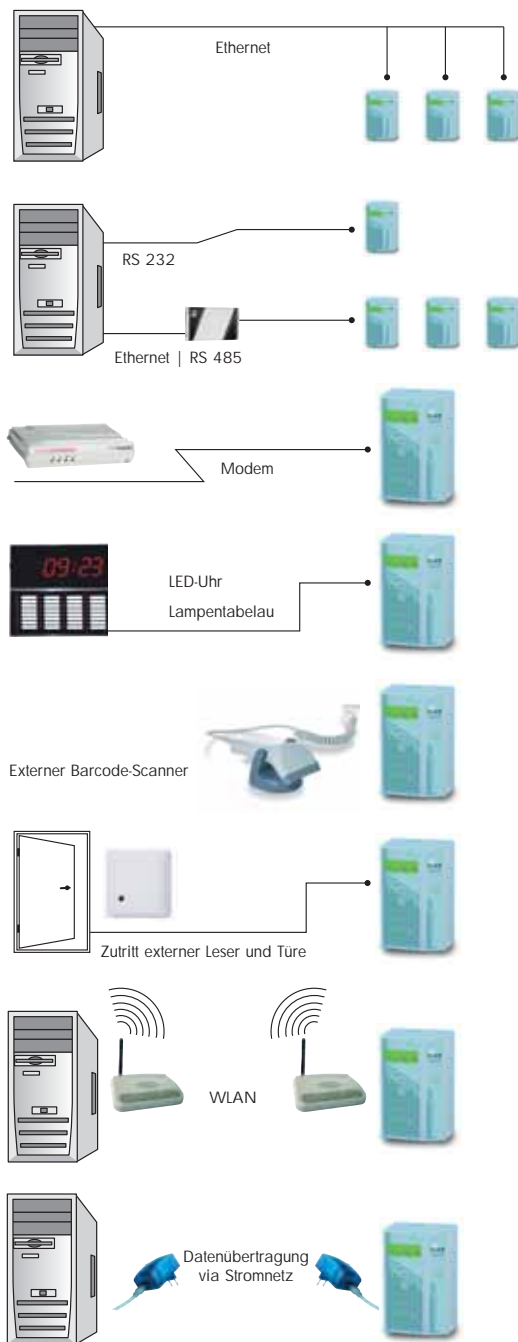 Ethernet
RS 232
Ethernet | RS 485
Modem
09:23
LED-Uhr
Lampentabelau
Externer Barcode-Scanner
Zutritt externer Leser und Türe
WLAN
Datenübertragung
via Stromnetz